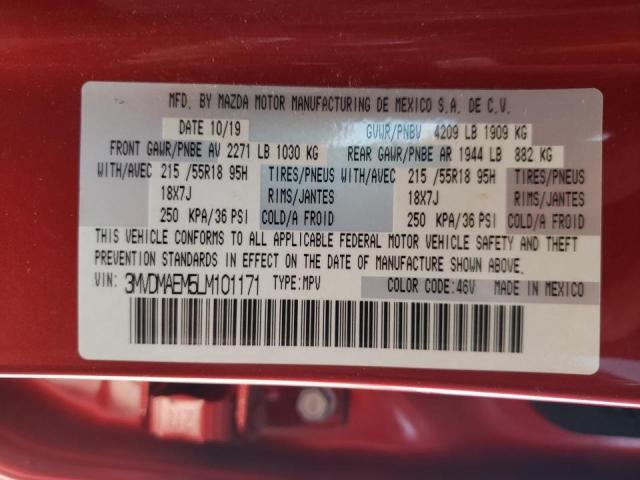 MFD. BY MAZDA MOTOR MANUFACTURING DE MEXICO S.A. DE C.V.
DATE 10/19 GVWR/PNBV 4209 LB 1909 KG
FRONT GAWR/PNBE AV 2271 LB 1030 KG REAR GAWR/PNBE AR 1944 LB 882 KG
WITH/AVEC 215 /55R18 95H TIRES/PNEUS WITH/AVEC 215 /55R18 95H TIRES/PNEUS
18X7J RIMS/JANTES 18X7J RIMS/JANTES
250 KPA/36 PSI COLD/A FROID 250 KPA/36 PSI COLD/A FROID
THIS VEHICLE CONFORMS TO ALL APPLICABLE FEDERAL MOTOR VEHICLE SAFETY AND THEFT
PREVENTION STANDARDS IN EFFECT ON THE DATE OF MANUFACTURE SHOWN ABOVE.
VIN: 3MVDMAEM5LM101171 TYPE: MPV COLOR CODE: 46V MADE IN MEXICO